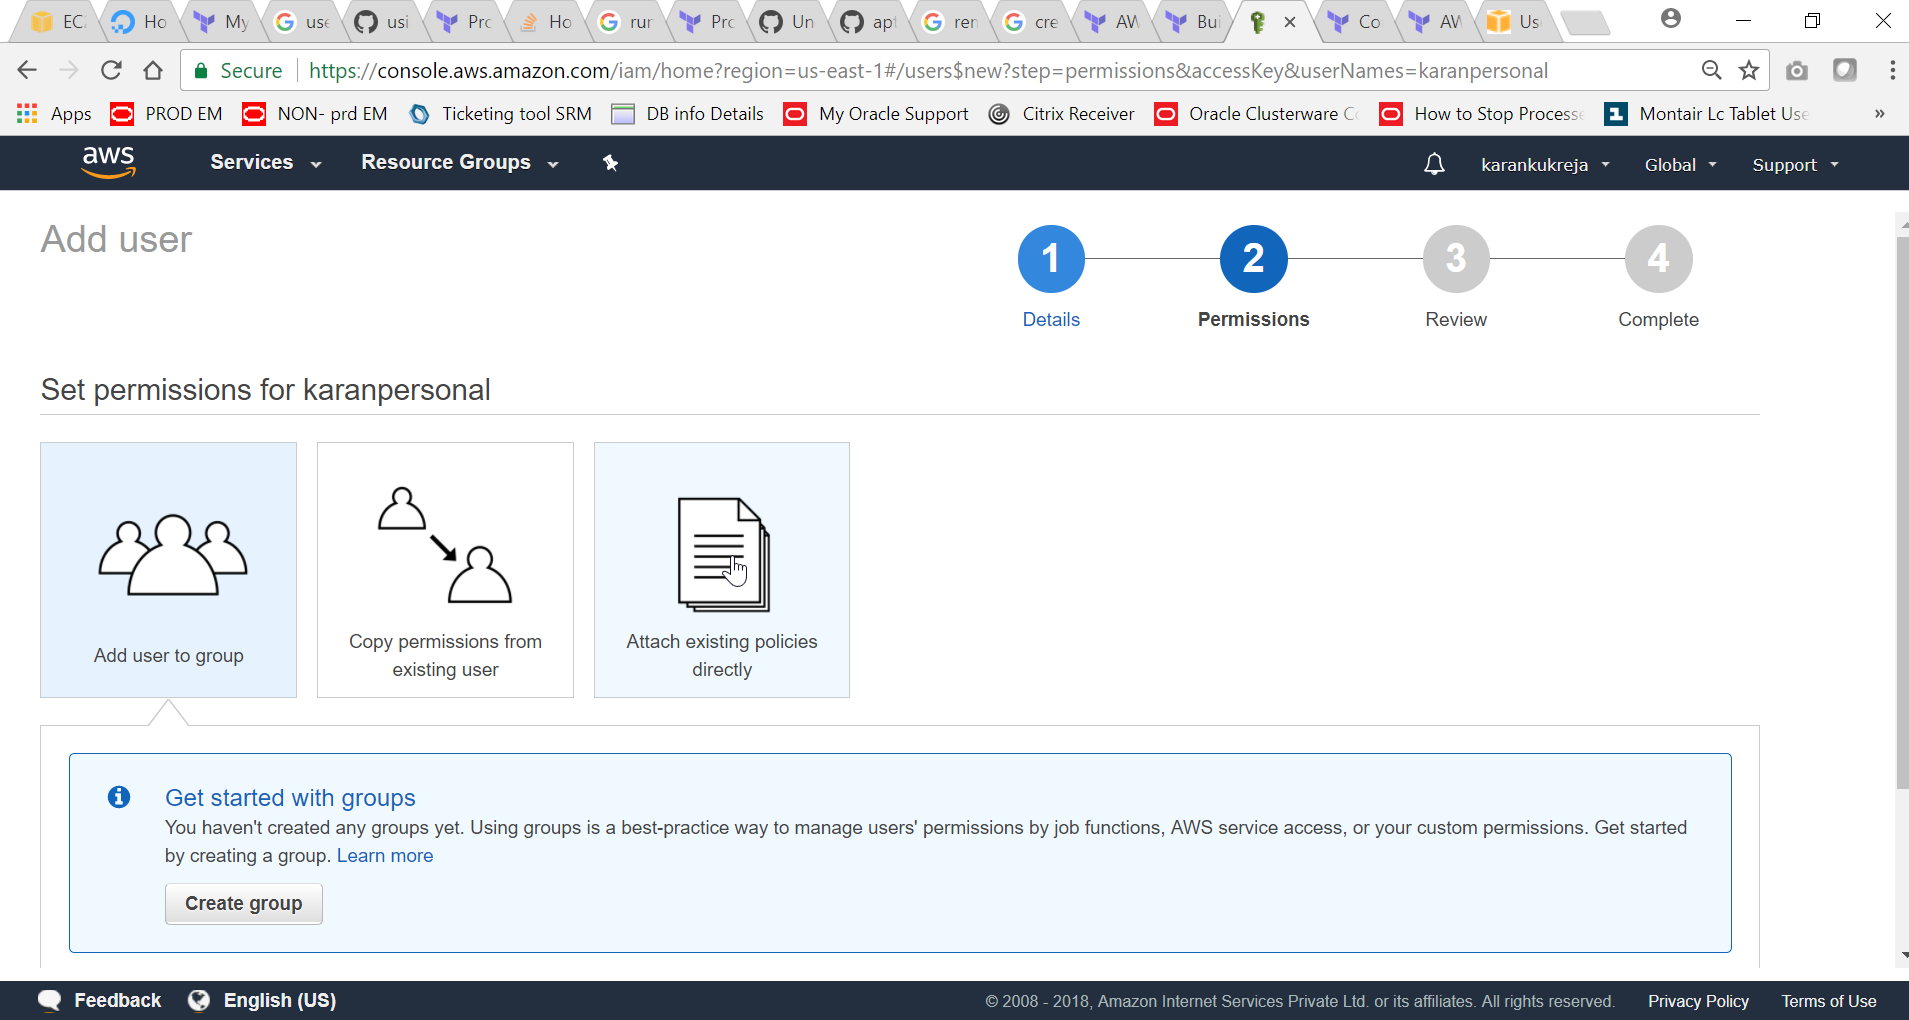 EC
Ho
My
use
usi
Pro
Ho
rur
Pro
Un
apt
ren
cre
AW
Bui
Co
AW
Use
Secure
https://console.aws.amazon.com/iam/home?region=us-east-1#/users$new?step=permissions&accessKey&userNames=karanpersonal
Apps PROD EM NON- prd EM Ticketing tool SRM DB info Details My Oracle Support Citrix Receiver Oracle Clusterware Co How to Stop Processe Montair Lc Tablet Use »
aws Services Resource Groups karankukreja Global Support
Add user
1 2 3 4
Details Permissions Review Complete
Set permissions for karanpersonal
Add user to group
Copy permissions from
existing user
Attach existing policies
directly
Get started with groups
You haven't created any groups yet. Using groups is a best-practice way to manage users' permissions by job functions, AWS service access, or your custom permissions. Get started
by creating a group. Learn more
Create group
Feedback English (US) © 2008 - 2018, Amazon Internet Services Private Ltd. or its affiliates. All rights reserved. Privacy Policy Terms of Use